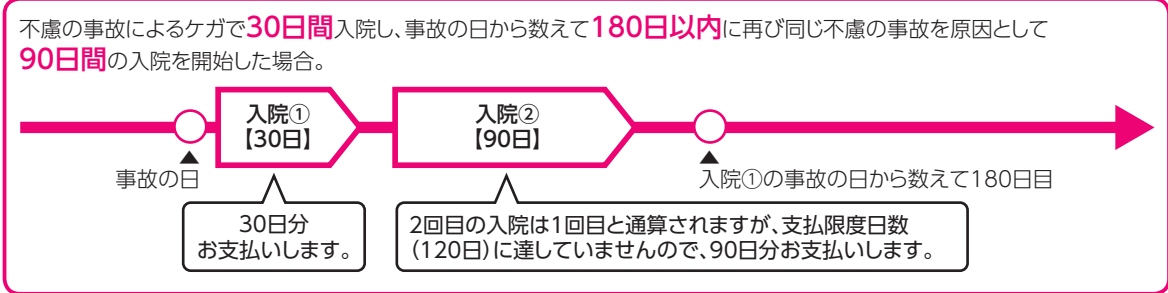 不慮の事故によるケガで30日間入院し、事故の日から数えて180日以内に再び同じ不慮の事故を原因として
90日間の入院を開始した場合。
入院①
【30日】
入院②
【90日】
▲
事故の日
▲
入院①の事故の日から数えて180日目
30日分
お支払いします。
2回目の入院は1回目と通算されますが、支払限度日数
（120日）に達していませんので、90日分お支払いします。